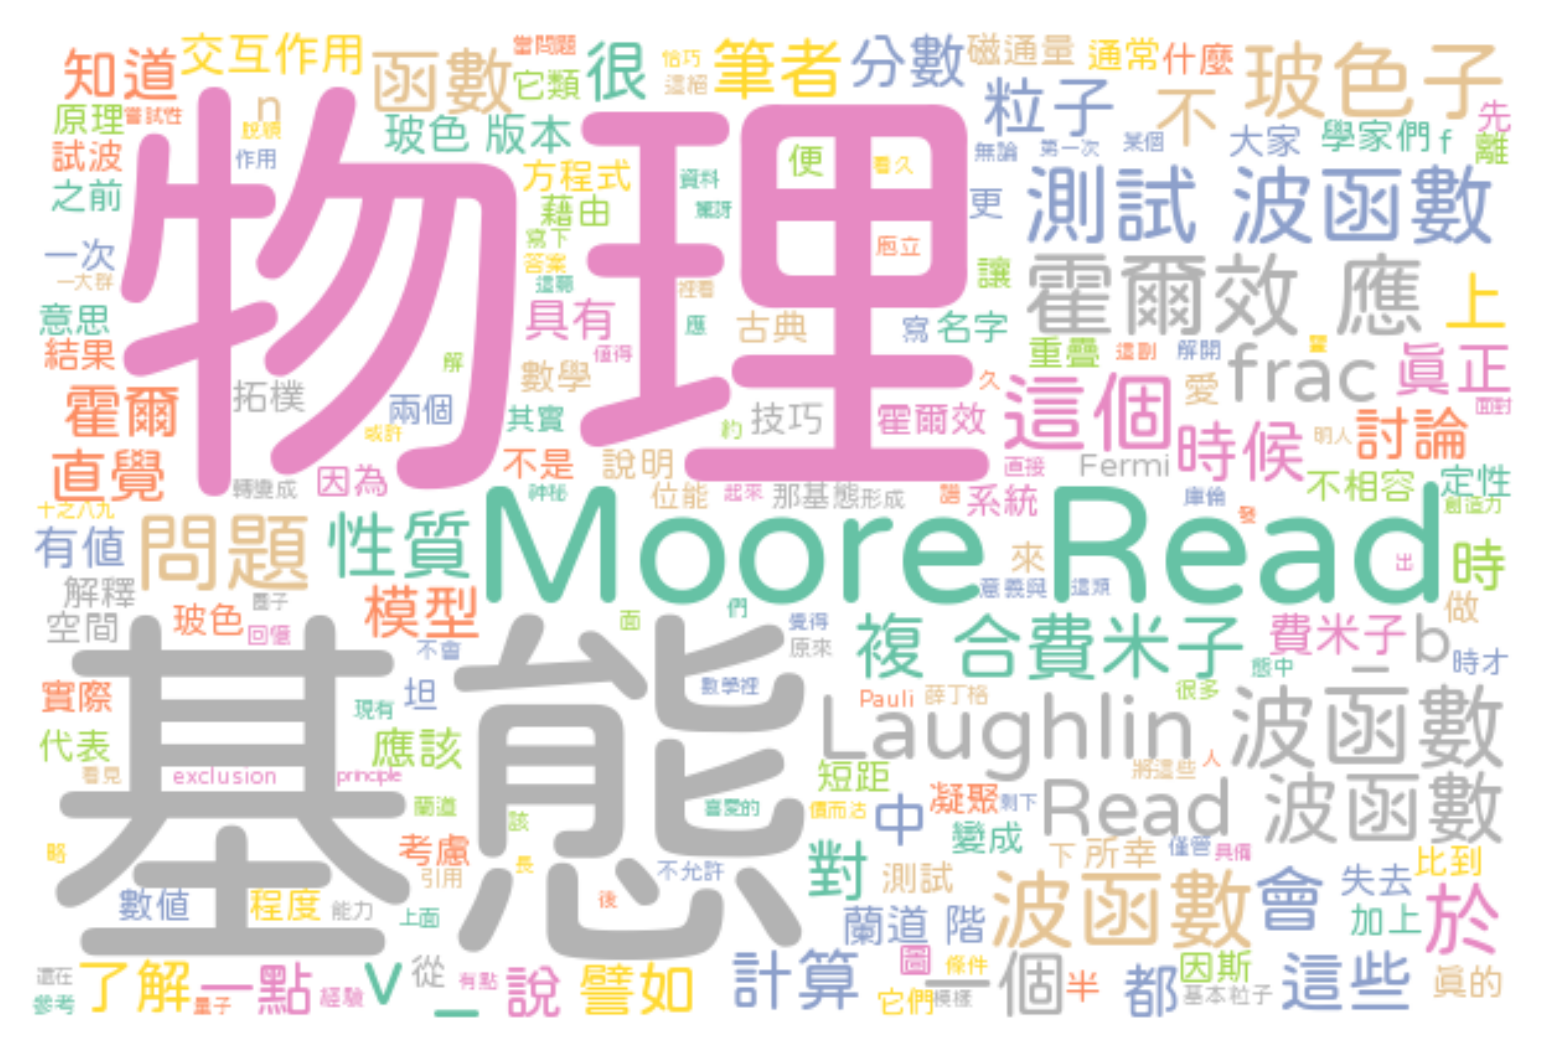 知道 交互作用 函數 當問題 它類 很 恰巧 這絕 筆者 分數 磁通量 通常 什麼 玻色子
原理 嘗試性 n 說穎 玻色 版本 粒子 不 大家 學家們 f 先 離
試波 作用 無論 第一次 某個
之前 方程式 資料 便 看久 更 測試 波函數
藉由 驚訝
一次 寫下 庖立 霍爾效 應 上
一大群 答案 這聽 裡看 讓
意思 具有 應 古典 寫 名字
結果 解 值得 重疊 這劃 解開 frac 眞正
霍爾 拓樸 兩個 數學 久 這個 愛 面對
或許 其實 約 技巧 霍爾效 時候 明人 討論
直覺 轉變成 因為 不是 說明 直接 Fermi 不相容 定性
十之八九 神秘 位能 起來 那基態 形成 譜 系統 庫倫 發 創造力
物理
有値 問題 性質 Moore Read 來 出 時
解釋 圈子 意義與 這類 做
空間 玻色 回憶 模型 面 們 覺得 複 合費米子 費米子 b
不會 原來 _ 時才
基態
實際 坦 數學裡 Pauli 薛丁格 態中 很多
現有 Laughlin 波函數
代表 應該
看見 exclusion principle 短距 將這些 人
蘭道 喜愛的 價而沽 中 凝聚 剩下 Read 波函數
該 變成
略 考慮 長 對 下 所幸 僅管 具備 比到
引用 不允許 測試 失去
數值 程度 能力 上面 後 蘭道 階 波函數 會 加上 於
還在 了解 一點 V_ 從 有點 說 譬如 計算 圖 條件 一個 半 都 因斯 這些 眞的
參考 量子 經驗 它們 模樣 基本粒子